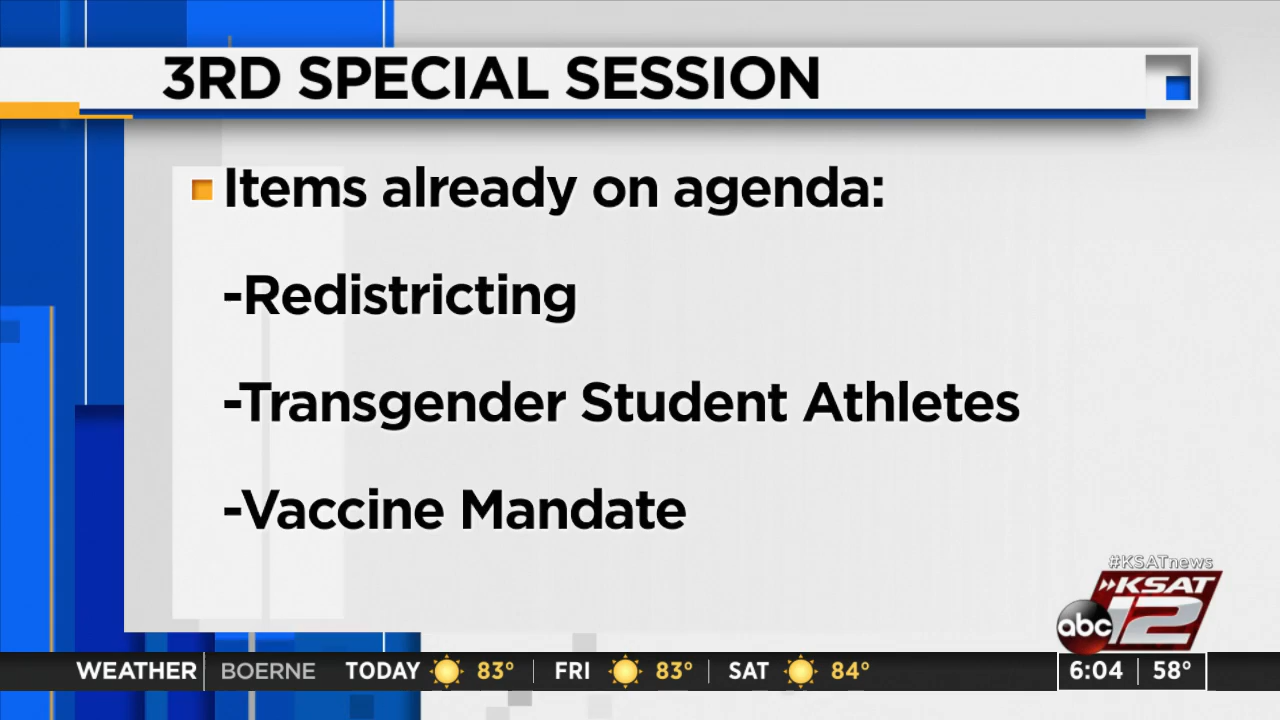 3RD SPECIAL SESSION
Items already on agenda:
-Redistricting
-Transgender Student Athletes
-Vaccine Mandate
#KSATnews
KSAT
abc 12
WEATHER BOERNE TODAY 83° FRI 83° SAT 84° 6:04 58°